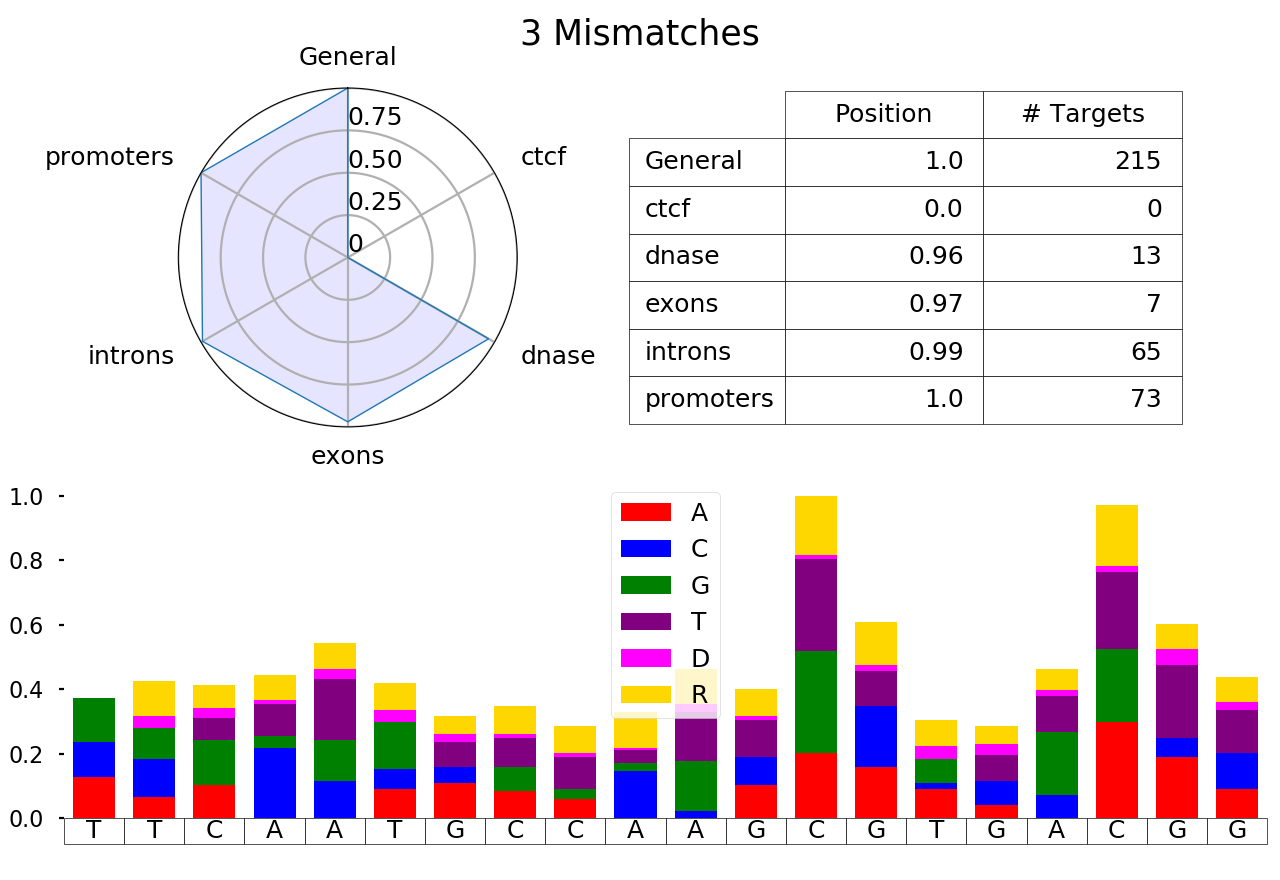 3 Mismatches
General
promoters
ctcf
introns
dnase
exons
0.75
0.50
0.25
0
Position # Targets
General 1.0 215
ctcf 0.0 0
dnase 0.96 13
exons 0.97 7
introns 0.99 65
promoters 1.0 73
1.0
0.8
0.6
0.4
0.2
0.0
A
C
G
T
D
R
T T C A A T G C C A A G C G T G A C G G